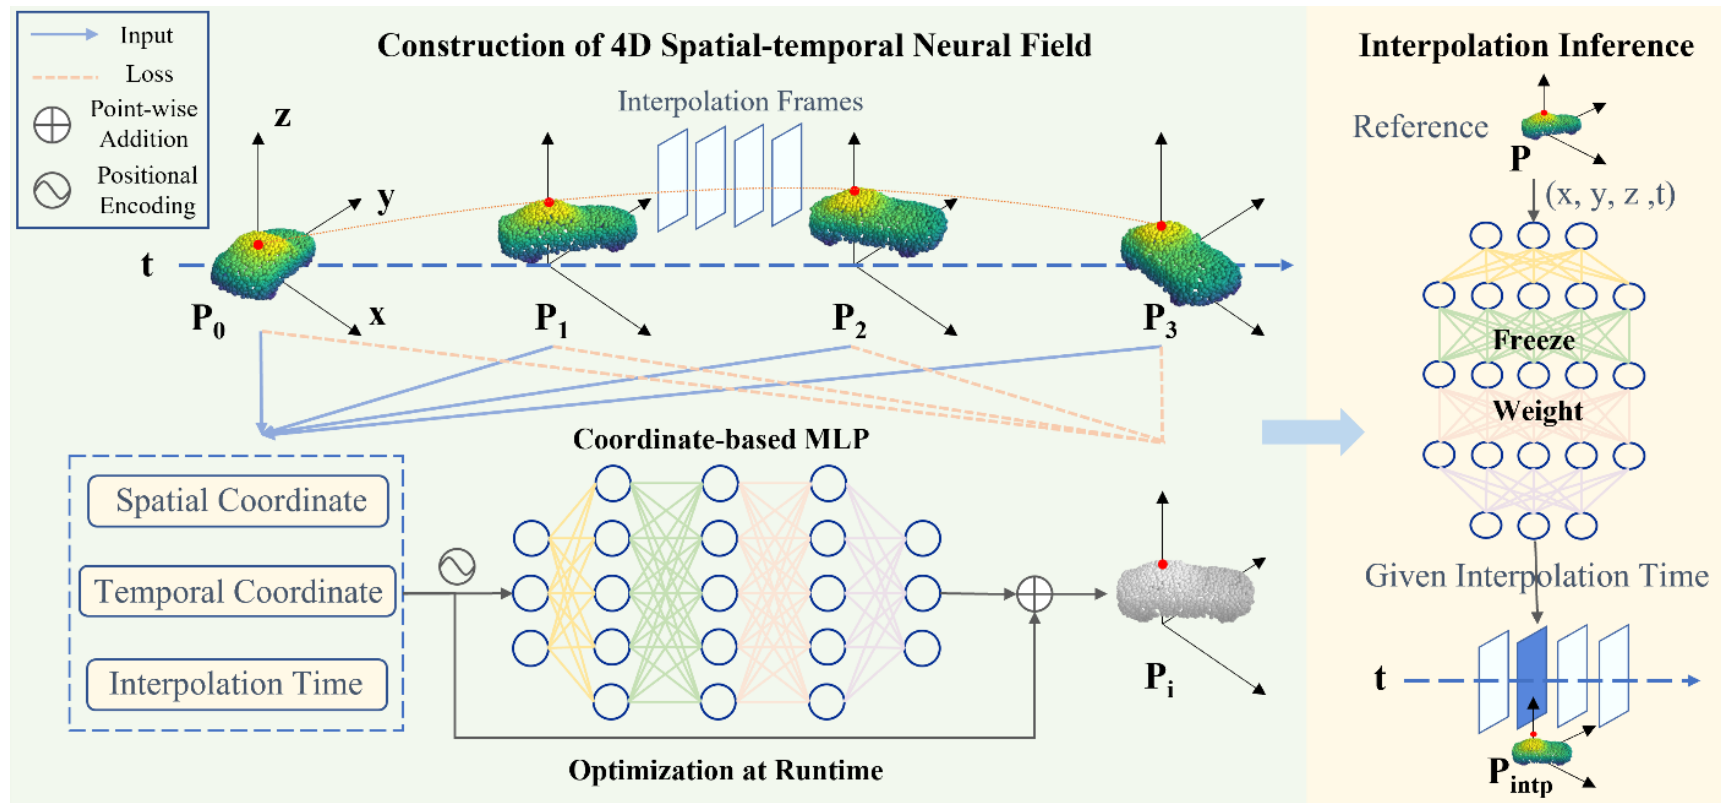 Input
Loss
Point-wise
Addition
Positional
Encoding
Construction of 4D Spatial-temporal Neural Field
Interpolation Frames
z
y
t
x
P0
P1
P2
P3
Coordinate-based MLP
Spatial Coordinate
Temporal Coordinate
Interpolation Time
Pi
Optimization at Runtime
Interpolation Inference
Reference
P
(x, y, z ,t)
Freeze
Weight
Given Interpolation Time
t
Pintp